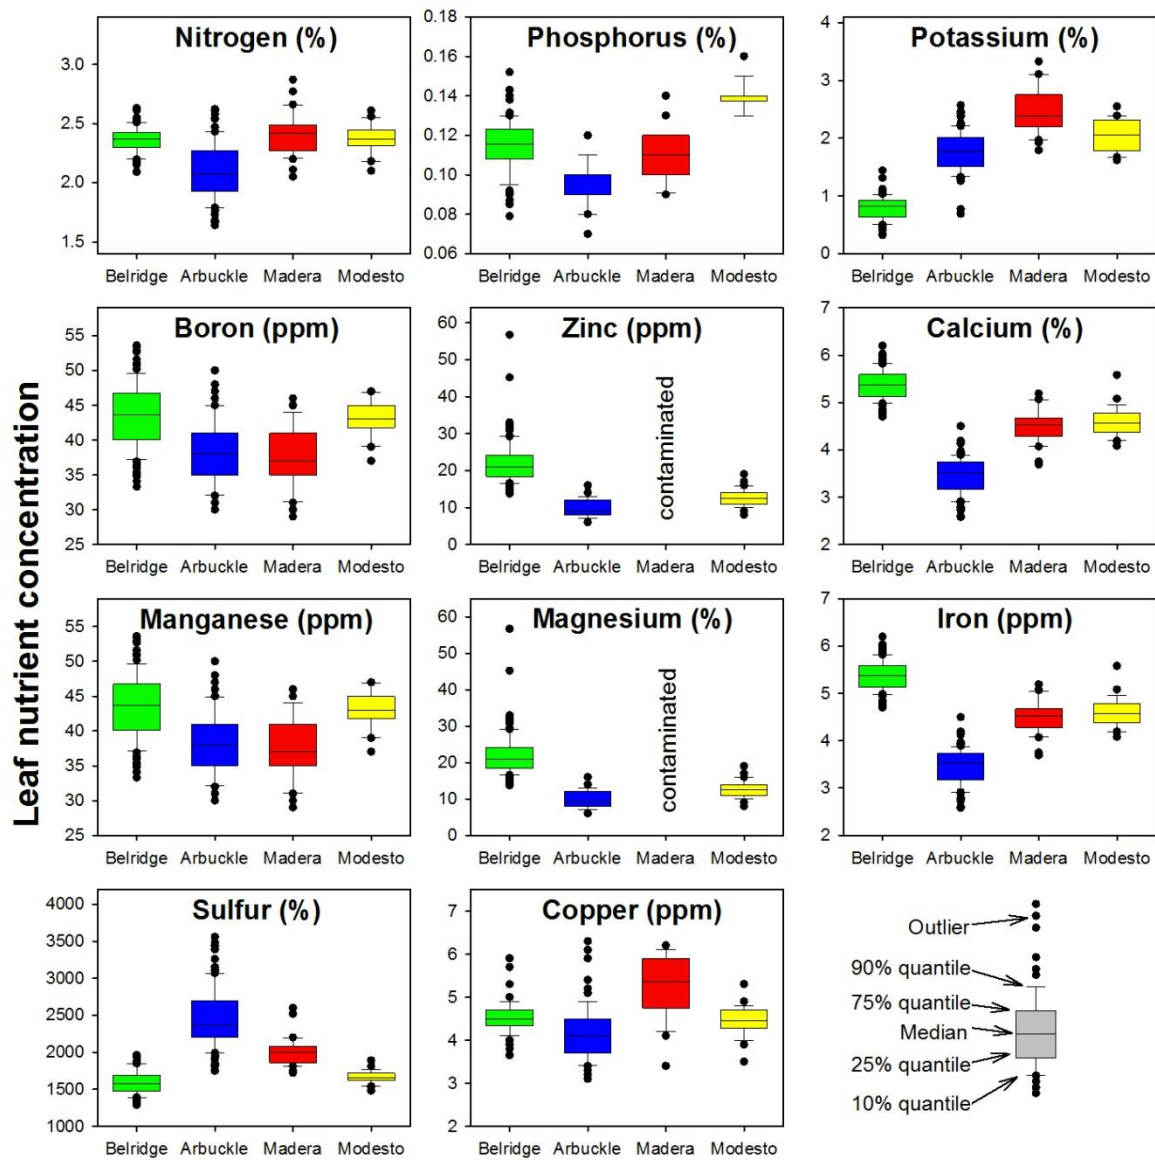 Leaf nutrient concentration
Nitrogen (%)
3.0
2.5
2.0
1.5
Belridge Arbuckle Madera Modesto
Phosphorus (%)
0.18
0.16
0.14
0.12
0.10
0.08
0.06
Belridge Arbuckle Madera Modesto
Potassium (%)
4
3
2
1
0
Belridge Arbuckle Madera Modesto
Boron (ppm)
55
50
45
40
35
30
25
Belridge Arbuckle Madera Modesto
Zinc (ppm)
60
50
40
30
20
10
0
contaminated
Belridge Arbuckle Madera Modesto
Calcium (%)
7
6
5
4
3
2
Belridge Arbuckle Madera Modesto
Manganese (ppm)
55
50
45
40
35
30
25
Belridge Arbuckle Madera Modesto
Magnesium (%)
60
50
40
30
20
10
0
contaminated
Belridge Arbuckle Madera Modesto
Iron (ppm)
7
6
5
4
3
2
Belridge Arbuckle Madera Modesto
Sulfur (%)
4000
3500
3000
2500
2000
1500
1000
Belridge Arbuckle Madera Modesto
Copper (ppm)
7
6
5
4
3
2
Belridge Arbuckle Madera Modesto
Outlier
90% quantile
75% quantile
Median
25% quantile
10% quantile